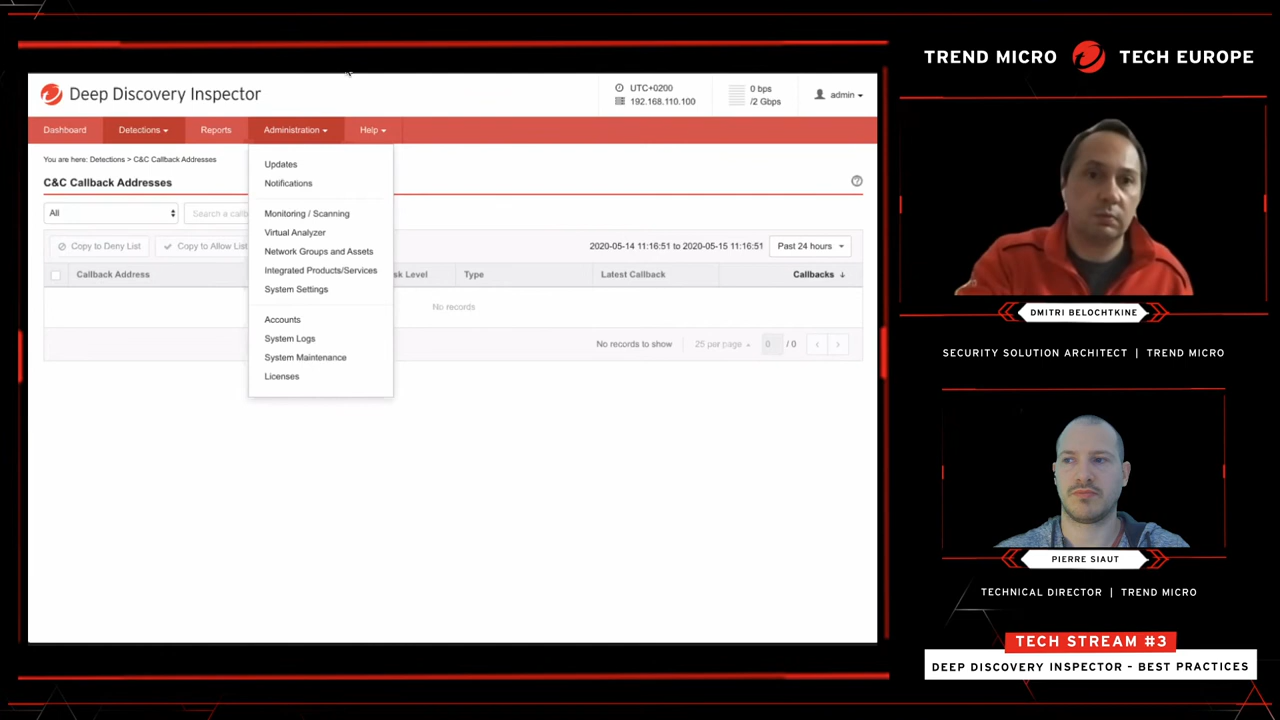 Deep Discovery Inspector
UTC+0200
192.168.110.100
0 bps
/2 Gbps
admin
Dashboard Detections Reports Administration Help
You are here: Detections > C&C Callback Addresses
C&C Callback Addresses
All
Search a
Copy to Deny List
Copy to Allow List
2020-05-14 11:16:51 to 2020-05-15 11:16:51
Past 24 hours
Callback Address Level Type Latest Callback Callbacks
No records
No records to show
25 per page
0 / 0
Updates
Notifications
Monitoring / Scanning
Virtual Analyzer
Network Groups and Assets
Integrated Products/Services
System Settings
Accounts
System Logs
System Maintenance
Licenses
TREND MICRO TECH EUROPE
DMITRI BELOCHTKINE
SECURITY SOLUTION ARCHITECT | TREND MICRO
PIERRE SIAUT
TECHNICAL DIRECTOR | TREND MICRO
TECH STREAM #3
DEEP DISCOVERY INSPECTOR - BEST PRACTICES